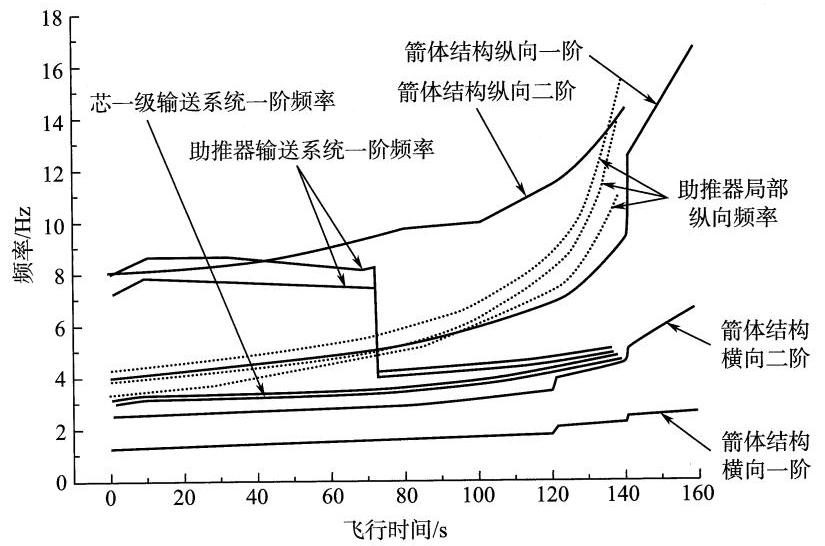 18
16
14
12
10
8
6
4
2
0
频率/Hz
箭体结构纵向一阶
芯一级输送系统一阶频率
箭体结构纵向二阶
助推器输送系统一阶频率
助推器局部
纵向频率
箭体结构
横向二阶
箭体结构
横向一阶
0 20 40 60 80 100 120 140 160
飞行时间/s